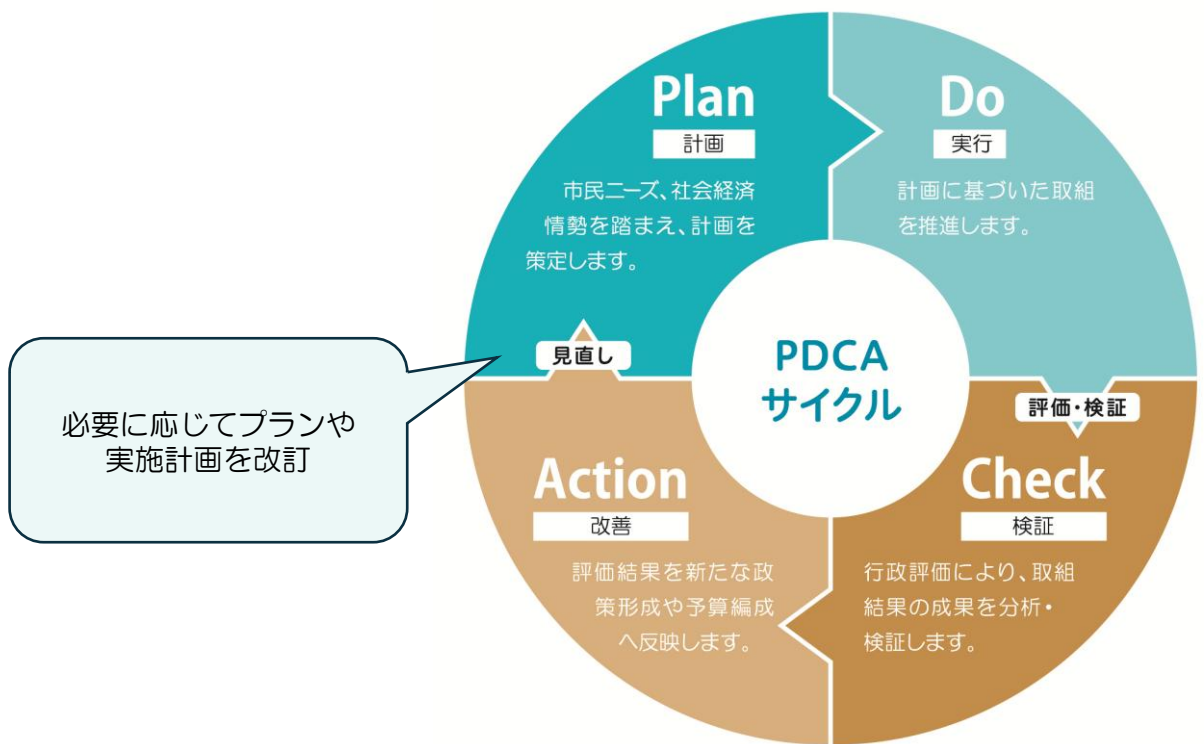 Plan
計画
市民ニーズ、社会経済
情勢を踏まえ、計画を
策定します。
Do
実行
計画に基づいた取組
を推進します。
見直し
PDCA
サイクル
評価・検証
必要に応じてプランや
実施計画を改訂
Action
改善
評価結果を新たな政
策形成や予算編成
へ反映します。
Check
検証
行政評価により、取組
結果の成果を分析・
検証します。